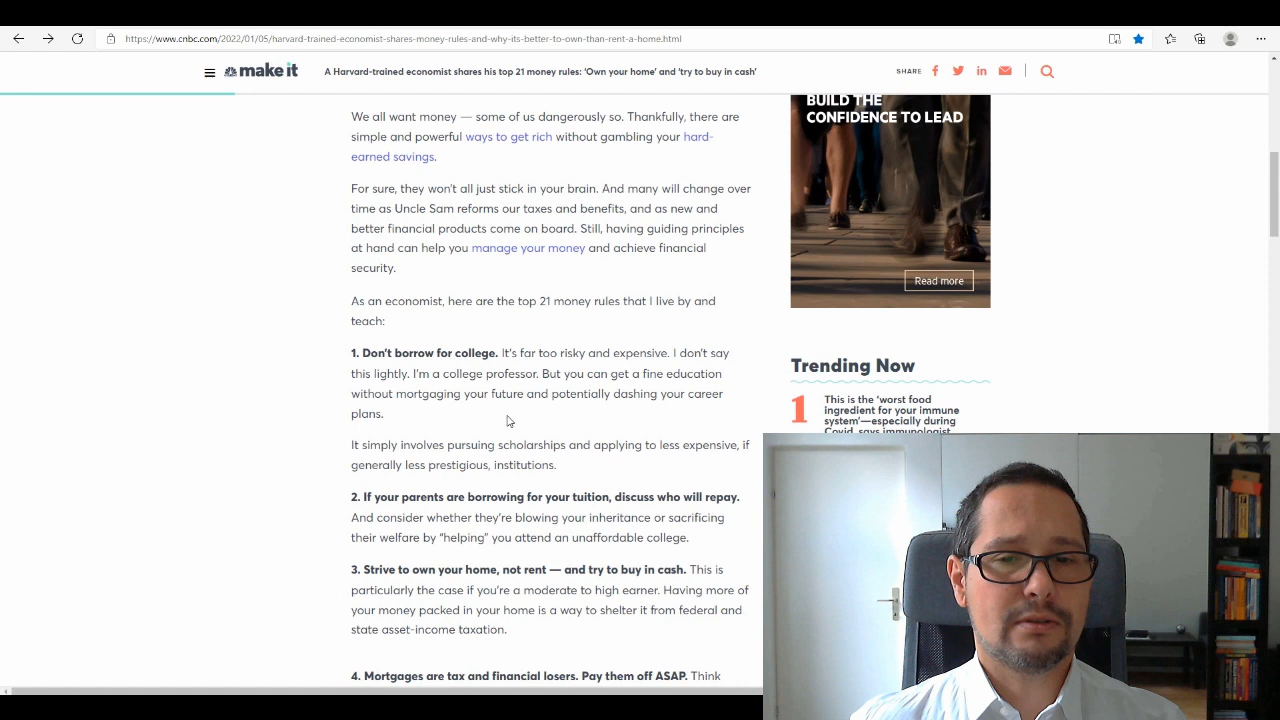 https://www.cnbc.com/2022/01/05/harvard-trained-economist-shares-money-rules-and-why-its-better-to-own-than-rent-a-home.html
make it
A Harvard-trained economist shares his top 21 money rules: 'Own your home' and 'try to buy in cash'
SHARE
We all want money — some of us dangerously so. Thankfully, there are
simple and powerful ways to get rich without gambling your hard-
earned savings.
For sure, they won't all just stick in your brain. And many will change over
time as Uncle Sam reforms our taxes and benefits, and as new and
better financial products come on board. Still, having guiding principles
at hand can help you manage your money and achieve financial
security.
As an economist, here are the top 21 money rules that I live by and
teach:
1. Don't borrow for college. It's far too risky and expensive. I don't say
this lightly. I'm a college professor. But you can get a fine education
without mortgaging your future and potentially dashing your career
plans.
It simply involves pursuing scholarships and applying to less expensive, if
generally less prestigious, institutions.
2. If your parents are borrowing for your tuition, discuss who will repay.
And consider whether they're blowing your inheritance or sacrificing
their welfare by "helping" you attend an unaffordable college.
3. Strive to own your home, not rent — and try to buy in cash. This is
particularly the case if you're a moderate to high earner. Having more of
your money packed in your home is a way to shelter it from federal and
state asset-income taxation.
4. Mortgages are tax and financial losers. Pay them off ASAP. Think
BUILD THE
CONFIDENCE TO LEAD
Read more
Trending Now
1
This is the 'worst food
ingredient for your immune
system'—especially during
Covid, says immunologist